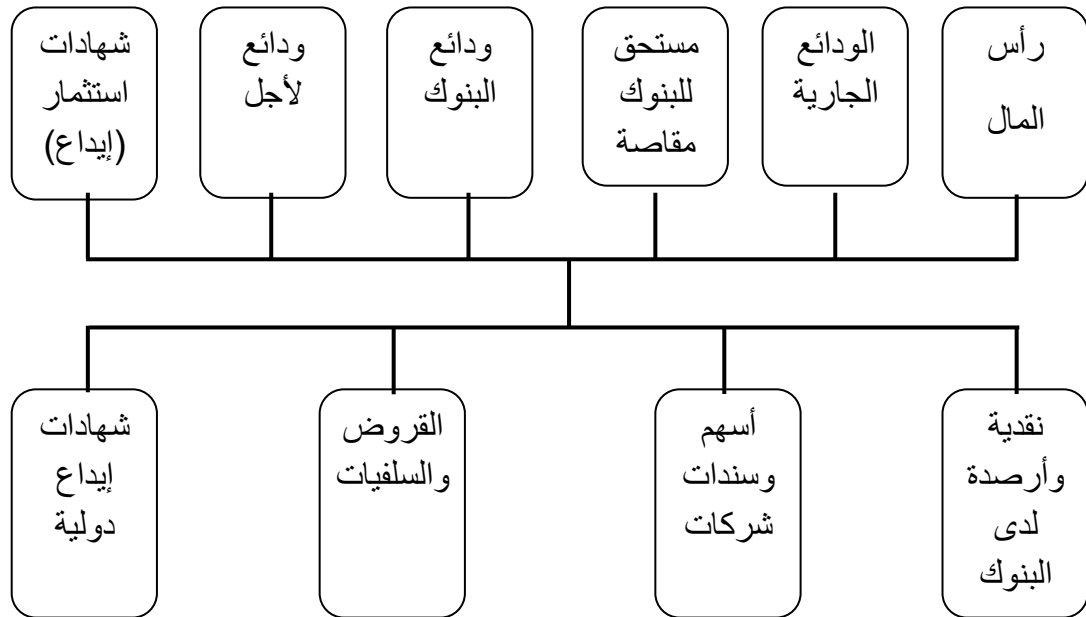 رأس
المال
الودائع
الجارية
مستحق
للبنوك
مقاصة
ودائع
البنوك
ودائع
لأجل
شهادات
استثمار
(إيداع)
نقدية
وأرصدة
لدى
البنوك
أسهم
وسندات
شركات
القروض
والسلفيات
شهادات
إيداع
دولية